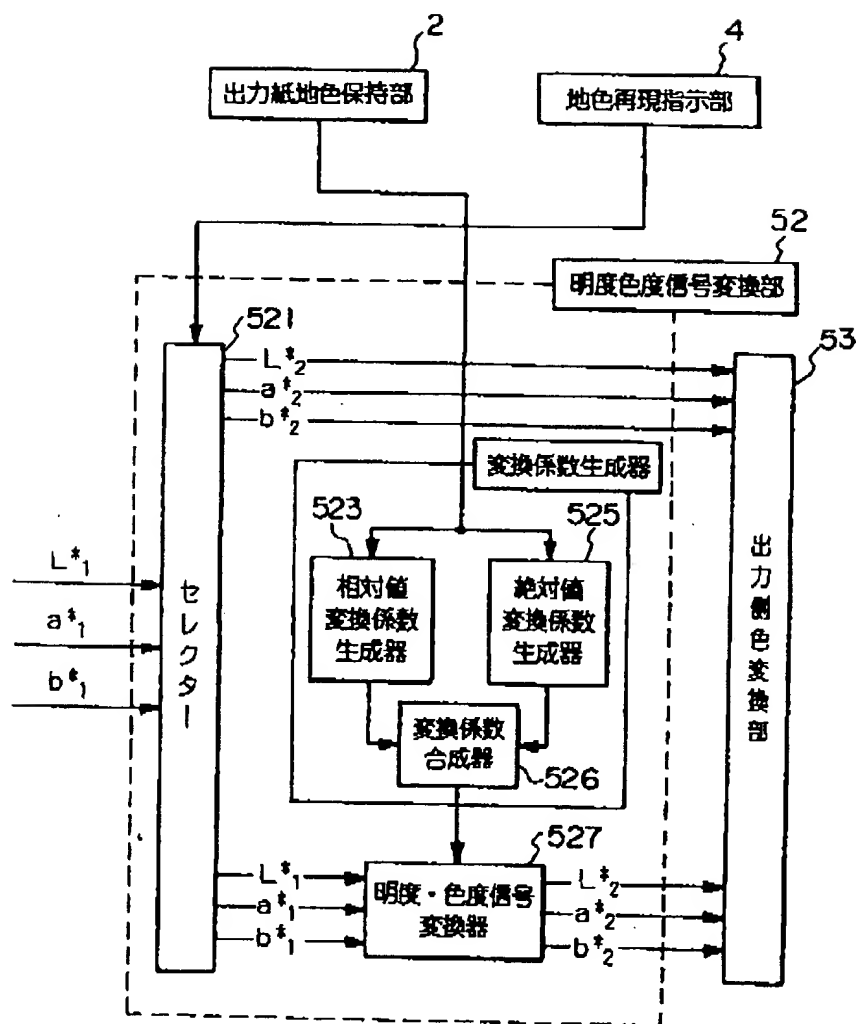 2
出力紙地色保持部
4
地色再現指示部
52
明度色度信号変換部
521
L*2
a*2
b*2
53
変換係数生成器
523
相対値
変換係数
生成器
525
絶対値
変換係数
生成器
L*1
a*1
b*1
セレクター
出力側色変換部
変換係数
合成器
526
527
L*1
a*1
b*1
明度・色度信号
変換器
L*2
a*2
b*2